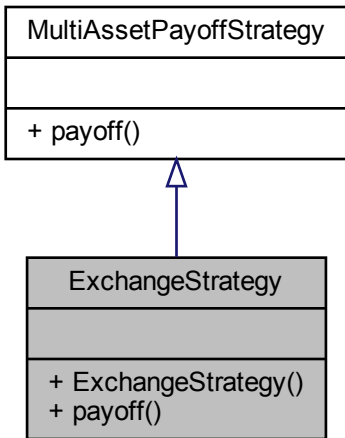 MultiAssetPayoffStrategy
+ payoff()
ExchangeStrategy
+ ExchangeStrategy()
+ payoff()